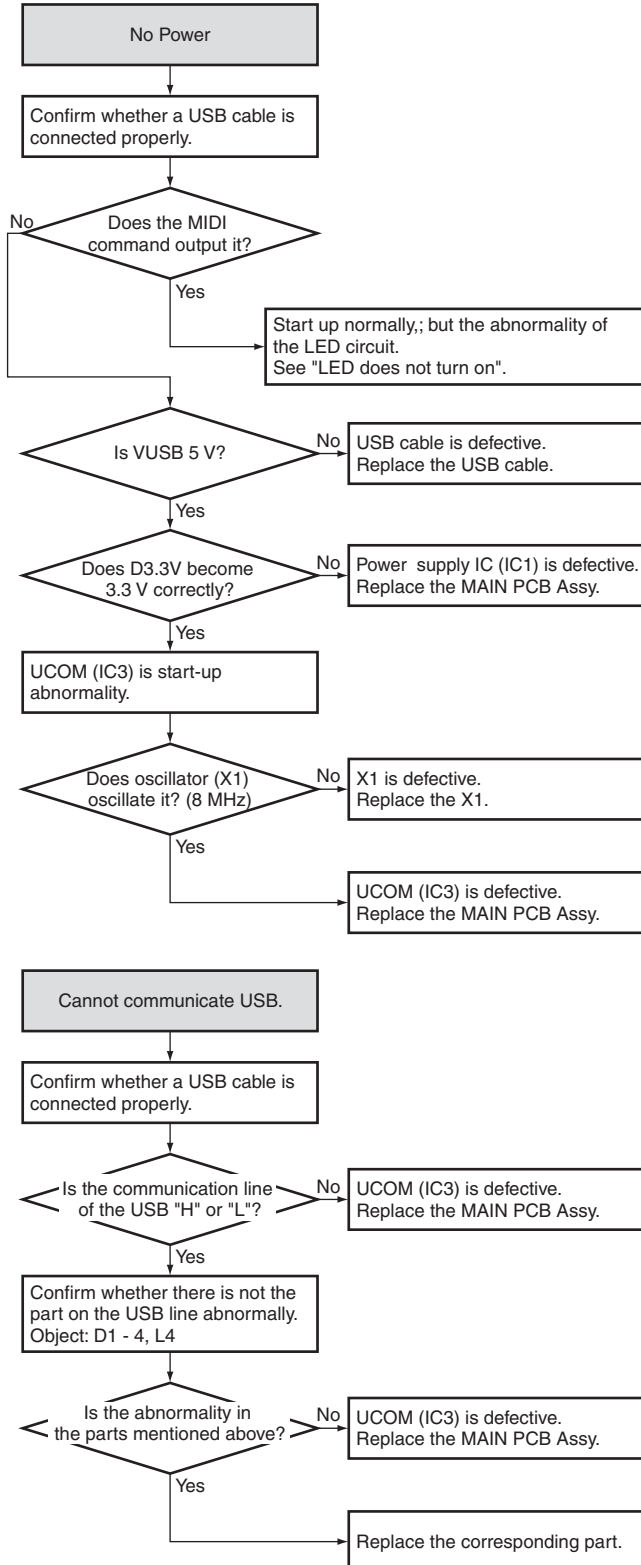 No Power
Confirm whether a USB cable is
connected properly.
No
Does the MIDI
command output it?
Yes
Start up normally,; but the abnormality of
the LED circuit.
See "LED does not turn on".
Is VUSB 5 V?
No
USB cable is defective.
Replace the USB cable.
Yes
Does D3.3V become
3.3 V correctly?
No
Power supply IC (IC1) is defective.
Replace the MAIN PCB Assy.
Yes
UCOM (IC3) is start-up
abnormality.
Does oscillator (X1)
oscillate it? (8 MHz)
No
X1 is defective.
Replace the X1.
Yes
UCOM (IC3) is defective.
Replace the MAIN PCB Assy.
Cannot communicate USB.
Confirm whether a USB cable is
connected properly.
Is the communication line
of the USB "H" or "L"?
No
UCOM (IC3) is defective.
Replace the MAIN PCB Assy.
Yes
Confirm whether there is not the
part on the USB line abnormally.
Object: D1 - 4, L4
Is the abnormality in
the parts mentioned above?
No
UCOM (IC3) is defective.
Replace the MAIN PCB Assy.
Yes
Replace the corresponding part.